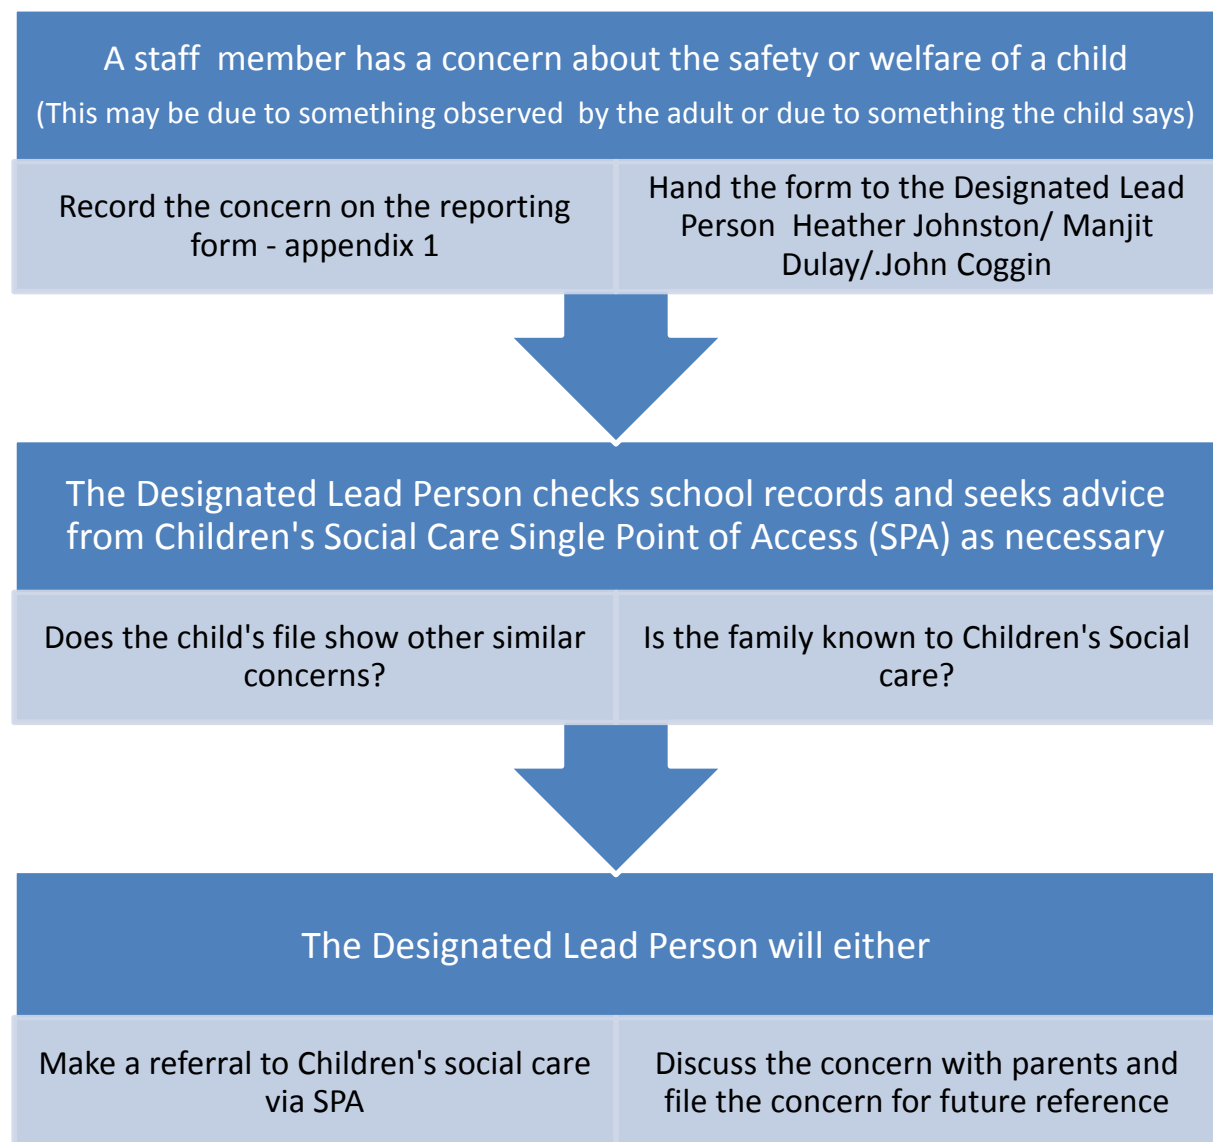 A staff  member has a concern about the safety or welfare of a child
(This may be due to something observed  by the adult or due to something the child says)
Record the concern on the reporting
form - appendix 1
Hand the form to the Designated Lead
Person  Heather Johnston/ Manjit
Dulay/.John Coggin
The Designated Lead Person checks school records and seeks advice
from Children's Social Care Single Point of Access (SPA) as necessary
Does the child's file show other similar
concerns?
Is the family known to Children's Social
care?
The Designated Lead Person will either
Make a referral to Children's social care
via SPA
Discuss the concern with parents and
file the concern for future reference